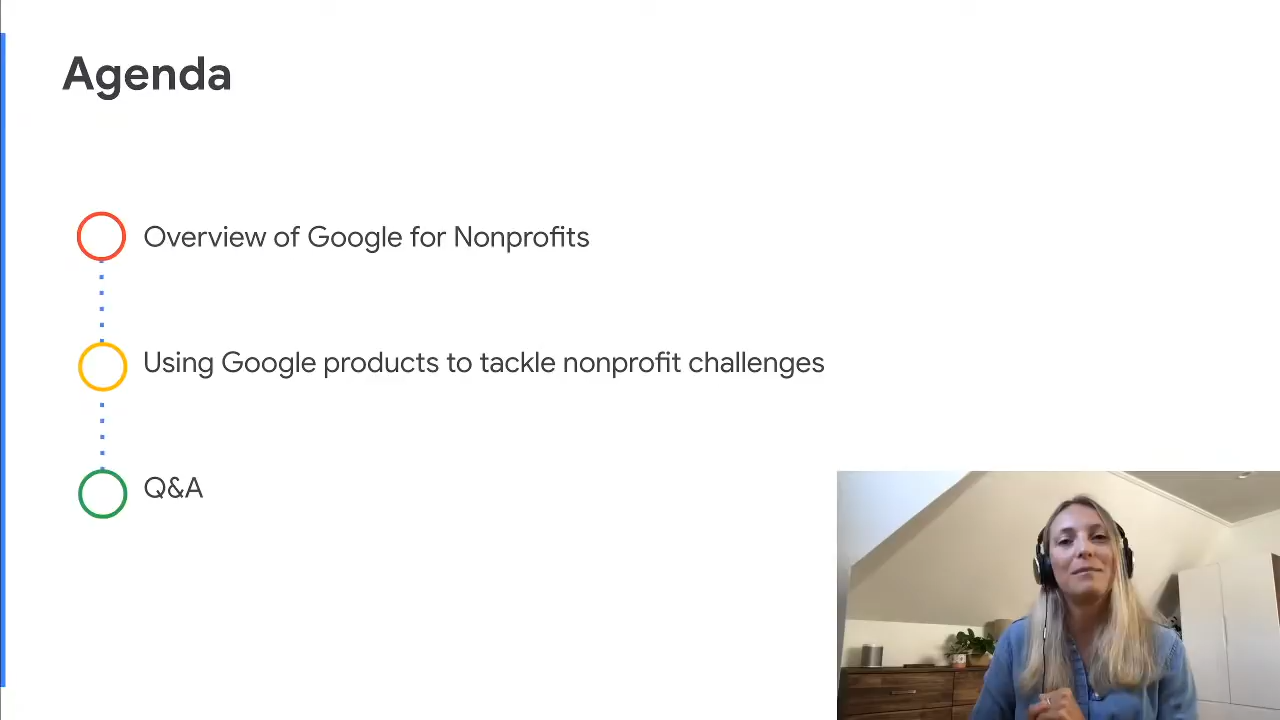 Agenda
Overview of Google for Nonprofits
Using Google products to tackle nonprofit challenges
Q&A